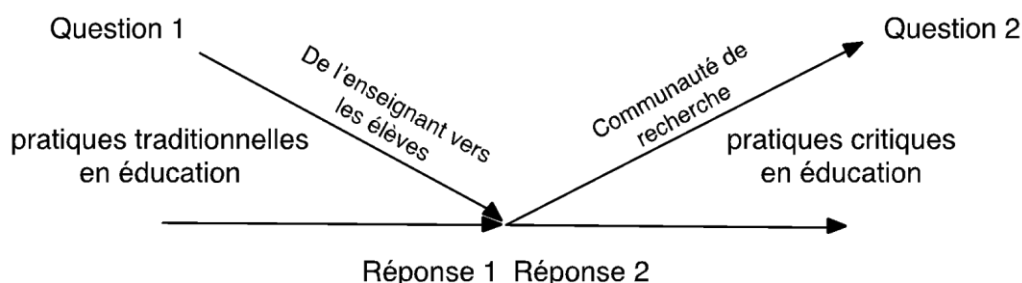 Question 1
De l'enseignant vers
les élèves
Communauté de
recherche
Question 2
pratiques traditionnelles
en éducation
pratiques critiques
en éducation
Réponse 1
Réponse 2